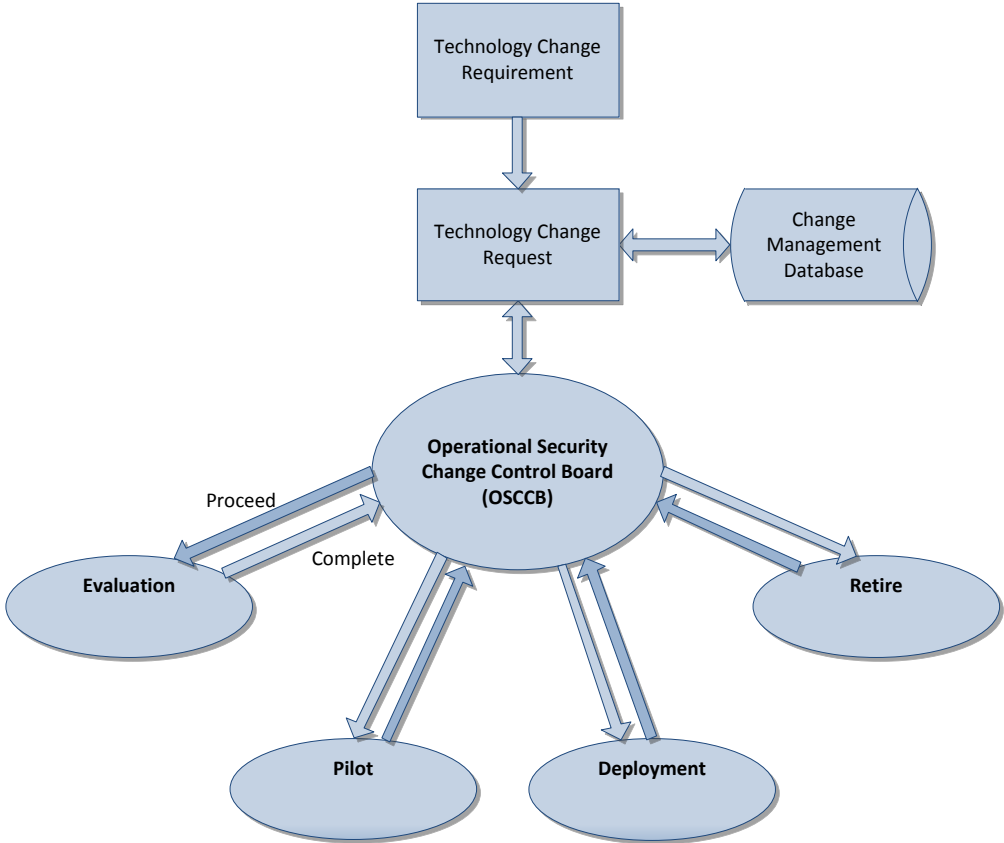 Technology Change
Requirement
Technology Change
Request
Change
Management
Database
Operational Security
Change Control Board
(OSCCB)
Proceed
Complete
Evaluation
Retire
Pilot
Deployment